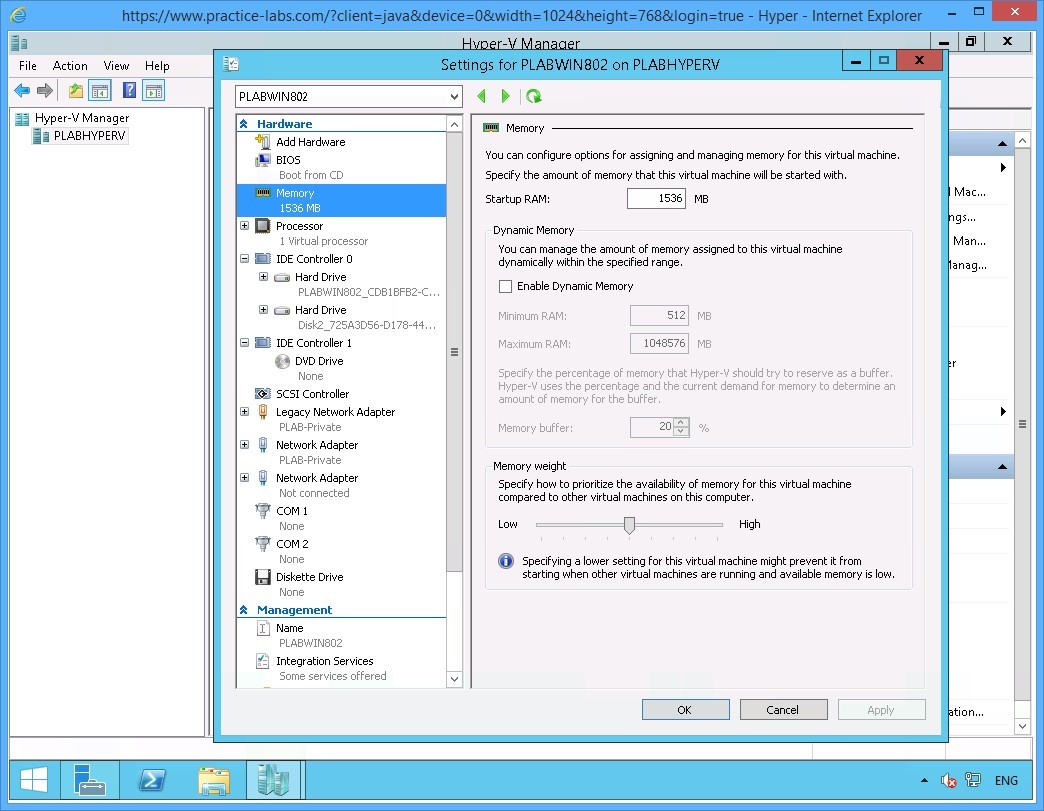 https://www.practice-labs.com/?client=java&device=0&width=1024&height=768&login=true - Hyper - Internet Explorer
Hyper-V Manager
File Action View Help
Hyper-V Manager
PLABHYPERV
Settings for PLABWIN802 on PLABHYPERV
PLABWIN802
Hardware
Add Hardware
BIOS
Boot from CD
Memory
1536 MB
Processor
1 Virtual processor
IDE Controller 0
Hard Drive
PLABWIN802_CDB1BFB2-C...
Hard Drive
Disk2_725A3D56-D178-44...
IDE Controller 1
DVD Drive
None
SCSI Controller
Legacy Network Adapter
PLAB-Private
Network Adapter
PLAB-Private
Network Adapter
Not connected
COM 1
None
COM 2
None
Diskette Drive
None
Management
Name
PLABWIN802
Integration Services
Some services offered
Memory
You can configure options for assigning and managing memory for this virtual machine.
Specify the amount of memory that this virtual machine will be started with.
Startup RAM: 1536 MB
Dynamic Memory
You can manage the amount of memory assigned to this virtual machine
dynamically within the specified range.
Enable Dynamic Memory
Minimum RAM: 512 MB
Maximum RAM: 1048576 MB
Specify the percentage of memory that Hyper-V should try to reserve as a buffer.
Hyper-V uses the percentage and the current demand for memory to determine an
amount of memory for the buffer.
Memory buffer: 20 %
Memory weight
Specify how to prioritize the availability of memory for this virtual machine
compared to other virtual machines on this computer.
Low High
Specifying a lower setting for this virtual machine might prevent it from
starting when other virtual machines are running and available memory is low.
OK Cancel Apply
Mac...
ngs...
Man...
Manag...
er
ation...
ENG